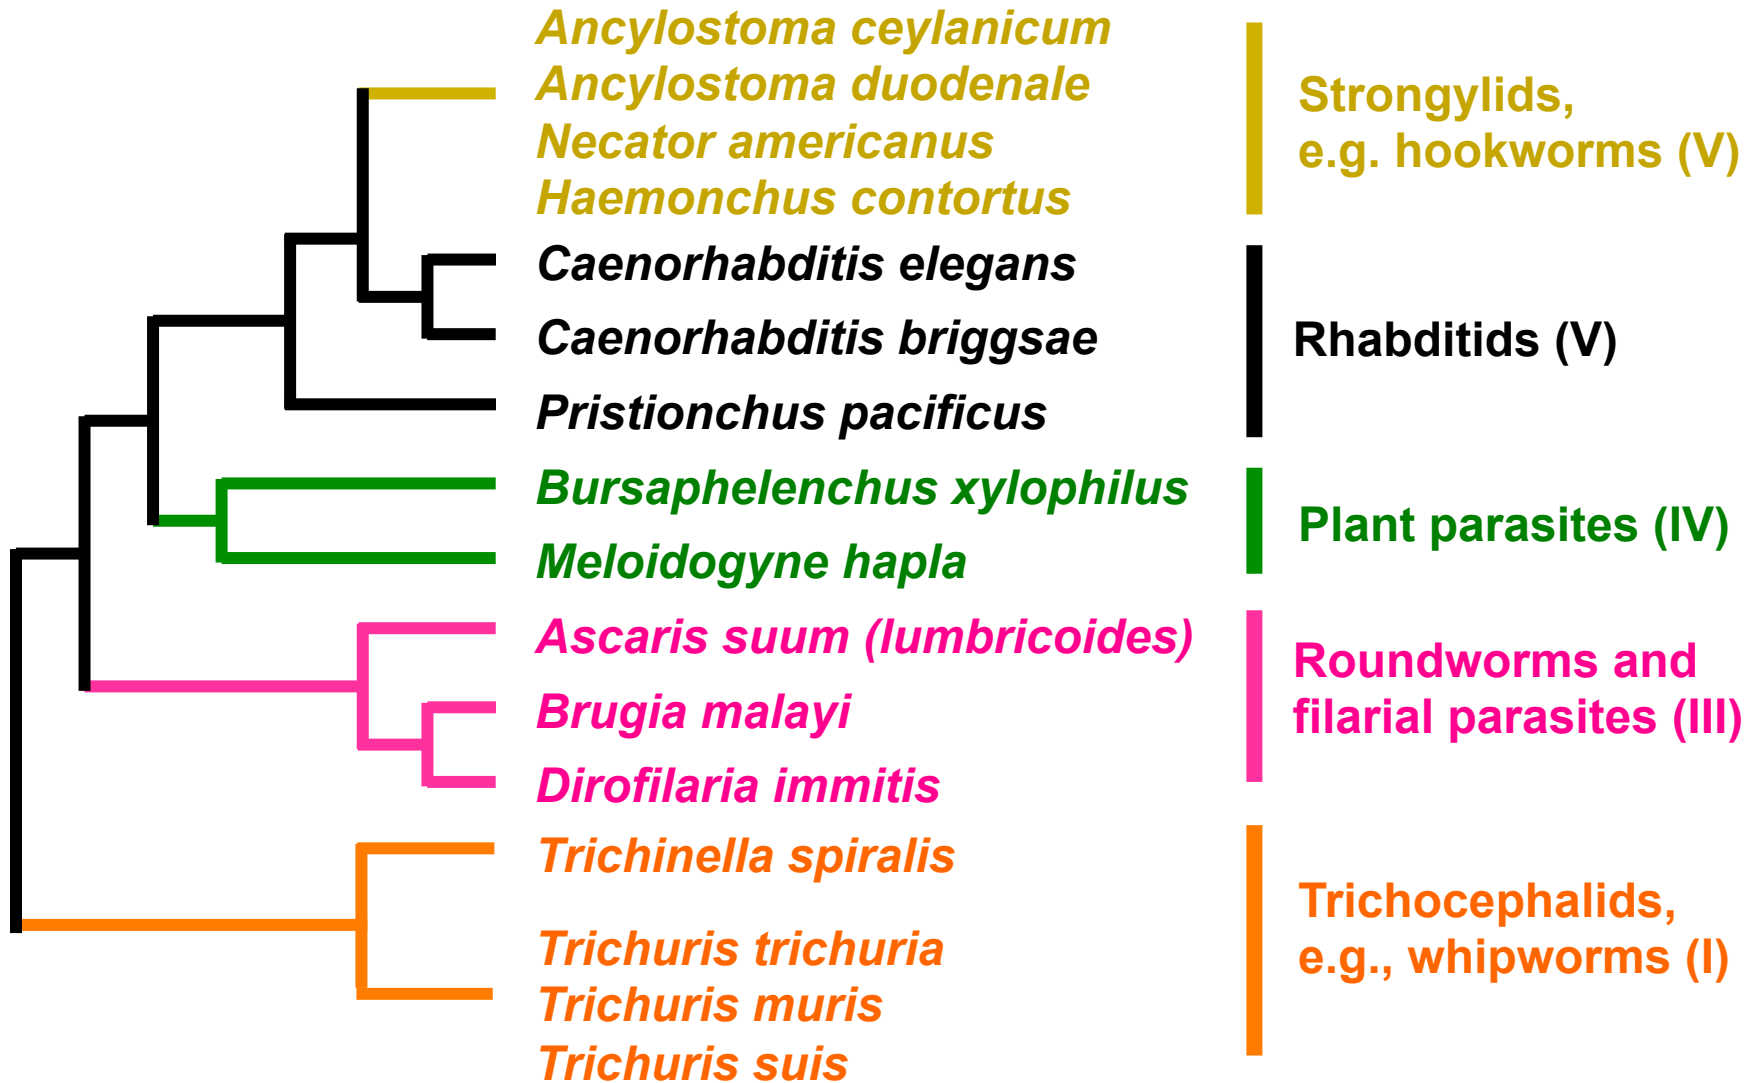 Ancylostoma ceylanicum
Ancylostoma duodenale
Necator americanus
Haemonchus contortus
Strongylids,
e.g. hookworms (V)
Caenorhabditis elegans
Caenorhabditis briggsae
Pristionchus pacificus
Rhabditids (V)
Bursaphelenchus xylophilus
Meloidogyne hapla
Plant parasites (IV)
Ascaris suum (lumbricoides)
Brugia malayi
Dirofilaria immitis
Roundworms and
filarial parasites (III)
Trichinella spiralis
Trichuris trichuria
Trichuris muris
Trichuris suis
Trichocephalids,
e.g., whipworms (I)